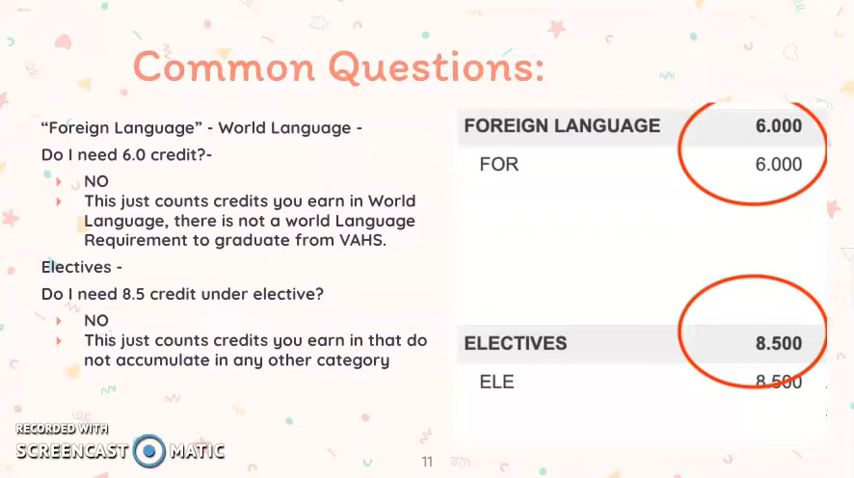 Common Questions:
“Foreign Language” - World Language -
Do I need 6.0 credit?-
NO
This just counts credits you earn in World
Language, there is not a world Language
Requirement to graduate from VAHS.
Electives -
Do I need 8.5 credit under elective?
NO
This just counts credits you earn in that do
not accumulate in any other category
FOREIGN LANGUAGE 6.000
FOR 6.000
ELECTIVES 8.500
ELE 8.500
RECORDED WITH
SCREENCAST MATIC
11